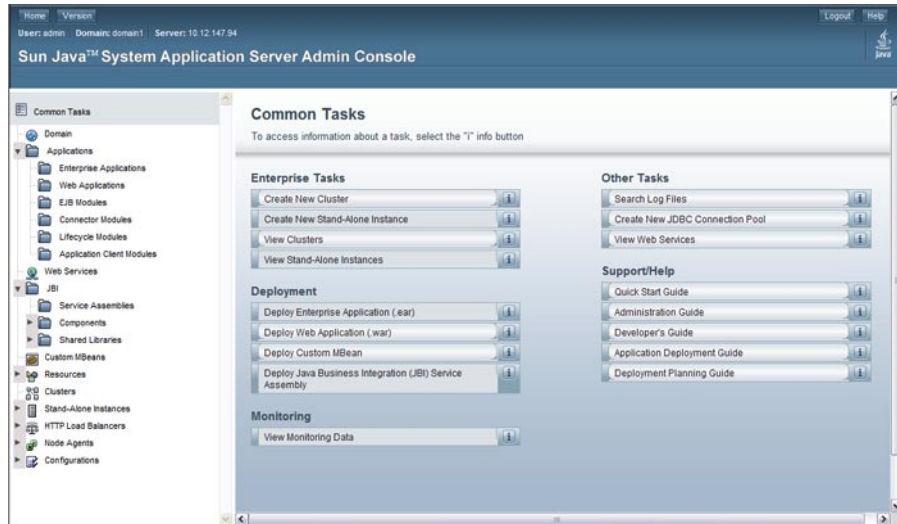 Home Version Logout Help
User: admin Domain: domain1 Server: 10.12.147.94
Sun Java™ System Application Server Admin Console
Java
Common Tasks
Domain
Applications
Enterprise Applications
Web Applications
EJB Modules
Connector Modules
Lifecycle Modules
Application Client Modules
Web Services
JBI
Service Assembles
Components
Shared Libraries
Custom MBeans
Resources
Clusters
Stand-Alone Instances
HTTP Load Balancers
Node Agents
Configurations
Common Tasks
To access information about a task, select the "i" info button
Enterprise Tasks
Create New Cluster
Create New Stand-Alone Instance
View Clusters
View Stand-Alone Instances
Deployment
Deploy Enterprise Application (.ear)
Deploy Web Application (.war)
Deploy Custom MBean
Deploy Java Business Integration (JBI) Service
Assembly
Monitoring
View Monitoring Data
Other Tasks
Search Log Files
Create New JDBC Connection Pool
View Web Services
Support/Help
Quick Start Guide
Administration Guide
Developer's Guide
Application Deployment Guide
Deployment Planning Guide